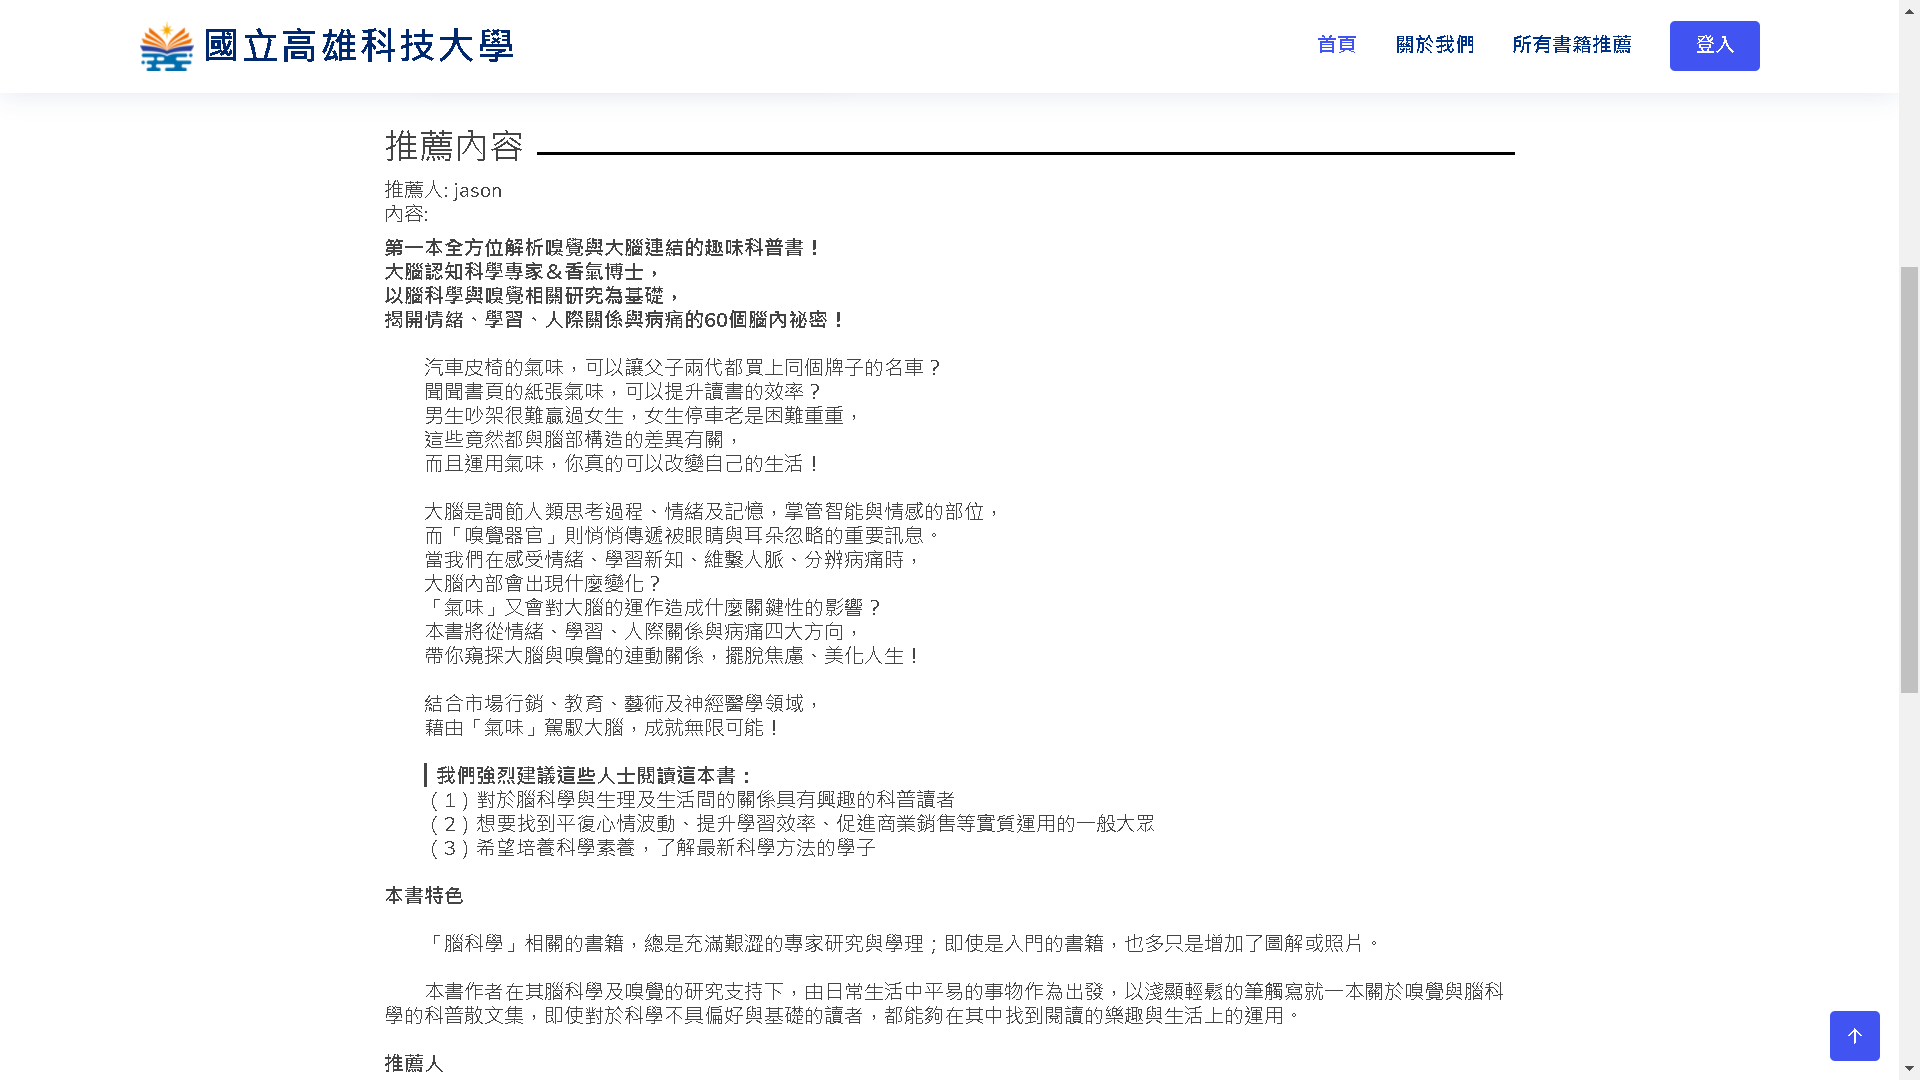 國立高雄科技大學
首頁 關於我們 所有書籍推薦 登入
推薦內容
推薦人: jason
內容:
第一本全方位解析嗅覺與大腦連結的趣味科普書！
大腦認知科學專家＆香氣博士，
以腦科學與嗅覺相關研究為基礎，
揭開情緒、學習、人際關係與病痛的60個腦內祕密！
汽車皮椅的氣味，可以讓父子兩代都買上同個牌子的名車？
聞聞書頁的紙張氣味，可以提升讀書的效率？
男生吵架很難贏過女生，女生停車老是困難重重，
這些竟然都與腦部構造的差異有關，
而且運用氣味，你真的可以改變自己的生活！
大腦是調節人類思考過程、情緒及記憶，掌管智能與情感的部位，
而「嗅覺器官」則悄悄傳遞被眼睛與耳朵忽略的重要訊息。
當我們在感受情緒、學習新知、維繫人脈、分辨病痛時，
大腦內部會出現什麼變化？
「氣味」又會對大腦的運作造成什麼關鍵性的影響？
本書將從情緒、學習、人際關係與病痛四大方向，
帶你窺探大腦與嗅覺的連動關係，擺脫焦慮、美化人生！
結合市場行銷、教育、藝術及神經醫學領域，
藉由「氣味」駕馭大腦，成就無限可能！
┃我們強烈建議這些人士閱讀這本書：
（1）對於腦科學與生理及生活間的關係具有興趣的科普讀者
（2）想要找到平復心情波動、提升學習效率、促進商業銷售等實質運用的一般大眾
（3）希望培養科學素養，了解最新科學方法的學子
本書特色
「腦科學」相關的書籍，總是充滿艱澀的專家研究與學理；即使是入門的書籍，也多只是增加了圖解或照片。
本書作者在其腦科學及嗅覺的研究支持下，由日常生活中平易的事物作為出發，以淺顯輕鬆的筆觸寫就一本關於嗅覺與腦科
學的科普散文集，即使對於科學不具偏好與基礎的讀者，都能夠在其中找到閱讀的樂趣與生活上的運用。
推薦人